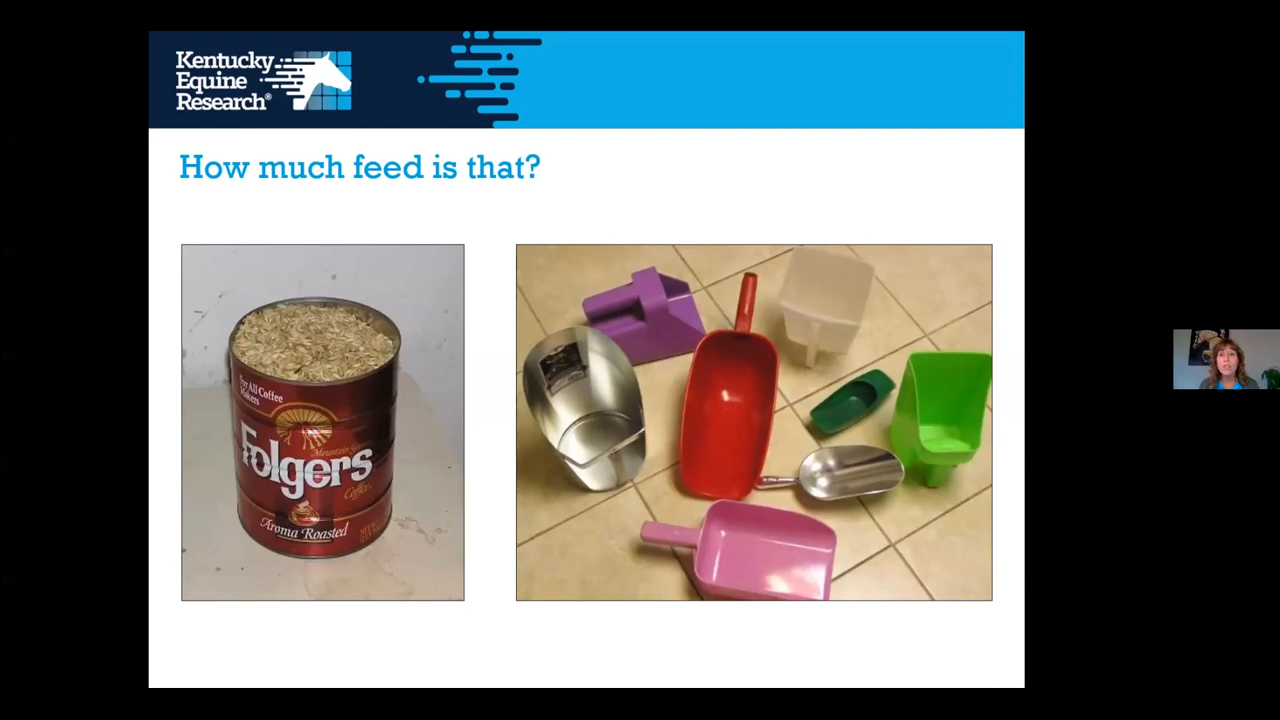 Kentucky
Equine
Research®
How much feed is that?
For All Coffee
Makers
Folgers
Coffee
Aroma Roasted